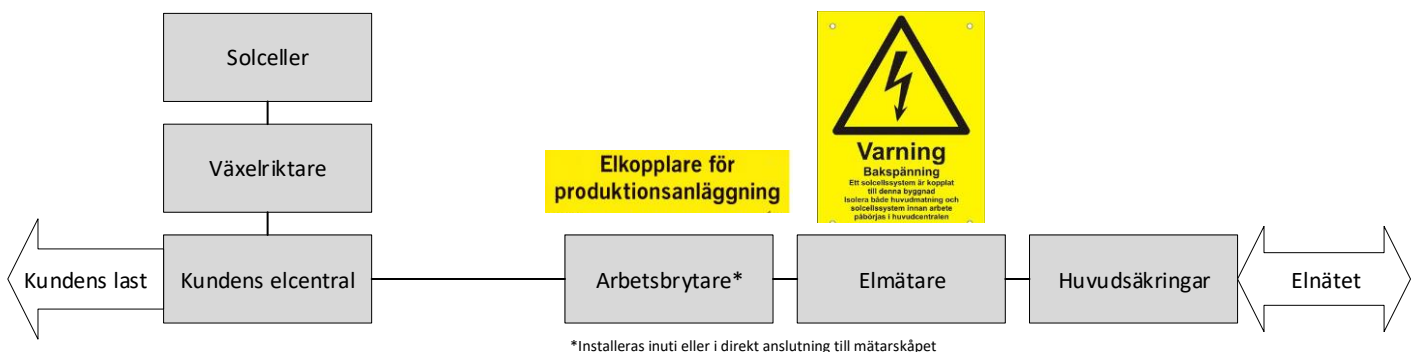 Solceller
Växelriktare
Elkopplare för
produktionsanläggning
Varning
Bakspänning
Ett solcellssystem är kopplat
till denna byggnad
Isolera både huvudmatning och
solcellssystem innan arbete
påbörjas i huvudcentralen
Kundens last
Kundens elcentral
Arbetsbrytare*
Elmätare
Huvudsäkringar
Elnätet
*Installeras inuti eller i direkt anslutning till mätarskåpet